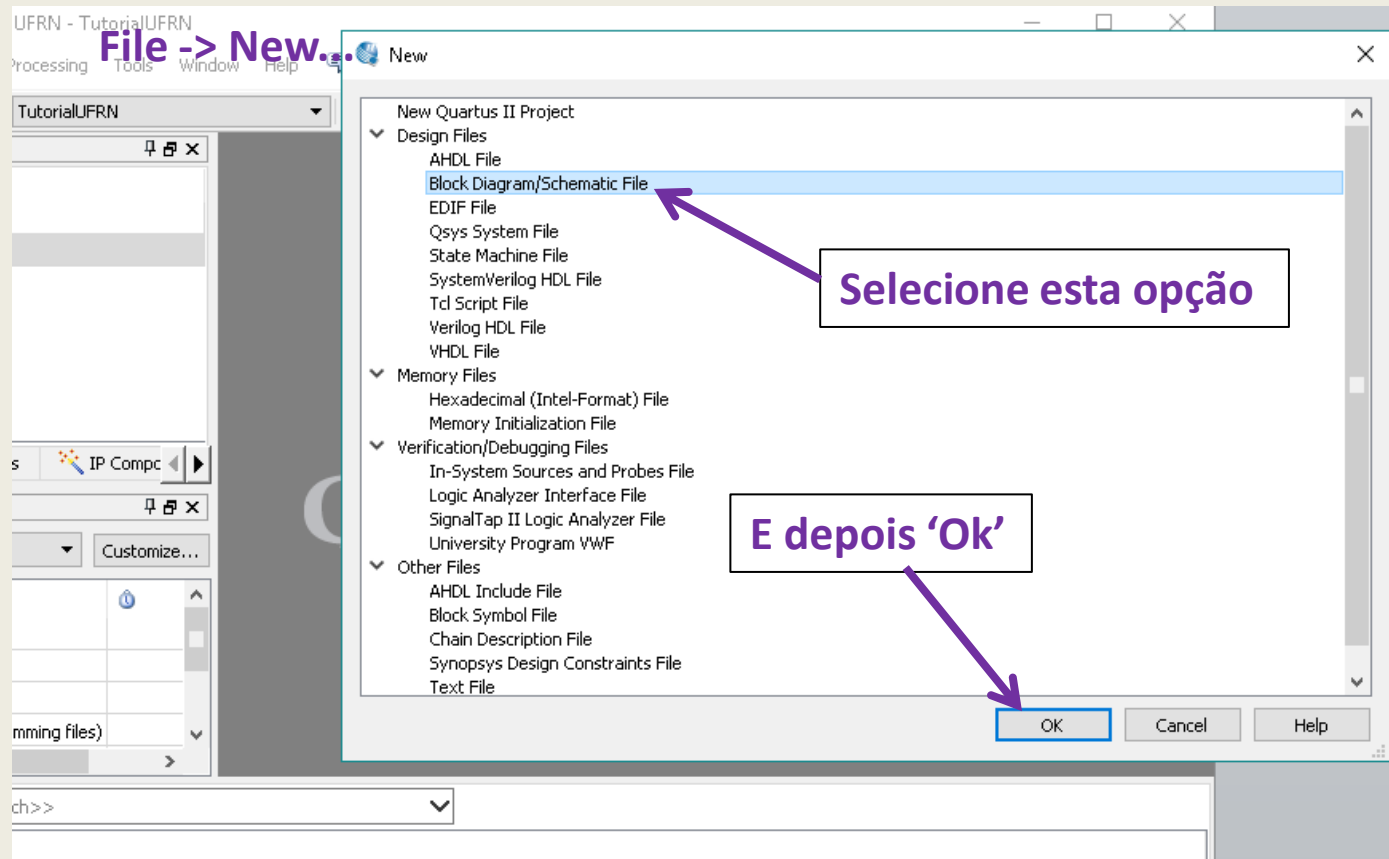 UFRN - TutorialUFRN
File -> New...
Processing Tools Window Help
TutorialUFRN
New
New Quartus II Project
Design Files
AHDL File
Block Diagram/Schematic File
EDIF File
Qsys System File
State Machine File
SystemVerilog HDL File
Tcl Script File
Verilog HDL File
VHDL File
Memory Files
Hexadecimal (Intel-Format) File
Memory Initialization File
Verification/Debugging Files
In-System Sources and Probes File
Logic Analyzer Interface File
SignalTap II Logic Analyzer File
University Program VWF
Other Files
AHDL Include File
Block Symbol File
Chain Description File
Synopsys Design Constraints File
Text File
Selecione esta opção
E depois ‘Ok’
OK
Cancel
Help
s
IP Compc
Customize...
mming files)
ch>>